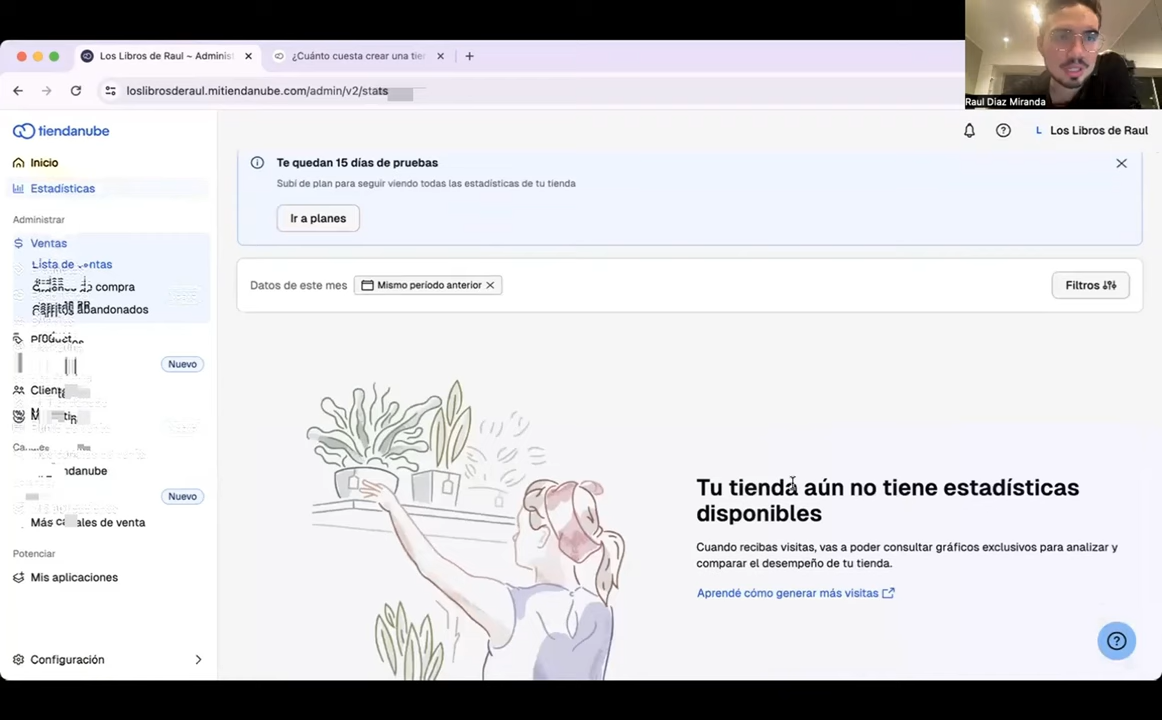 Los Libros de Raul ~ Administ
¿Cuánto cuesta crear una tier
loslibrosderaul.mitiendanube.com/admin/v2/stats
Raul Diaz Miranda
tiendanube
Los Libros de Raul
L
Inicio
Estadísticas
Administrar
Ventas
Lista de ventas
compra
abandonados
Nuevo
Nuevo
Más canales de venta
Potenciar
Mis aplicaciones
Configuración
Te quedan 15 días de pruebas
Subí de plan para seguir viendo todas las estadísticas de tu tienda
Ir a planes
Datos de este mes
Mismo período anterior
Filtros
Tu tienda aún no tiene estadísticas
disponibles
Cuando recibas visitas, vas a poder consultar gráficos exclusivos para analizar y
comparar el desempeño de tu tienda.
Aprendé cómo generar más visitas